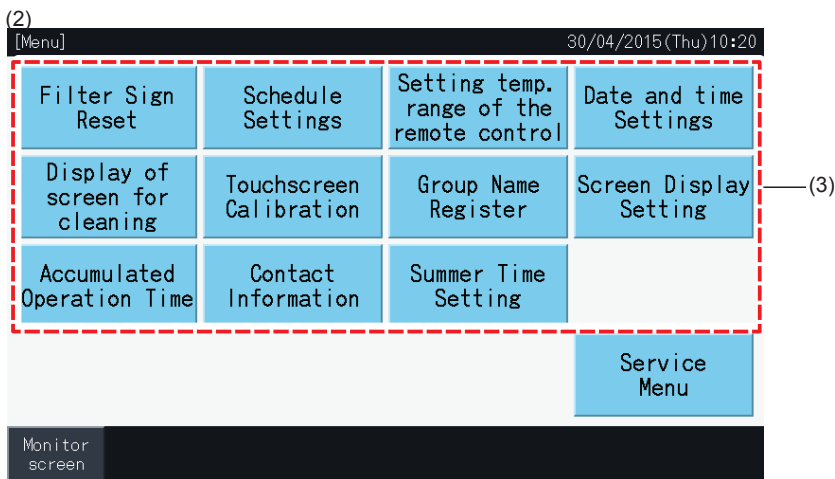 (2)
[Menu] 30/04/2015(Thu)10:20
Filter Sign
Reset
Schedule
Settings
Setting temp.
range of the
remote control
Date and time
Settings
Display of
screen for
cleaning
Touchscreen
Calibration
Group Name
Register
Screen Display
Setting
(3)
Accumulated
Operation Time
Contact
Information
Summer Time
Setting
Service
Menu
Monitor
screen